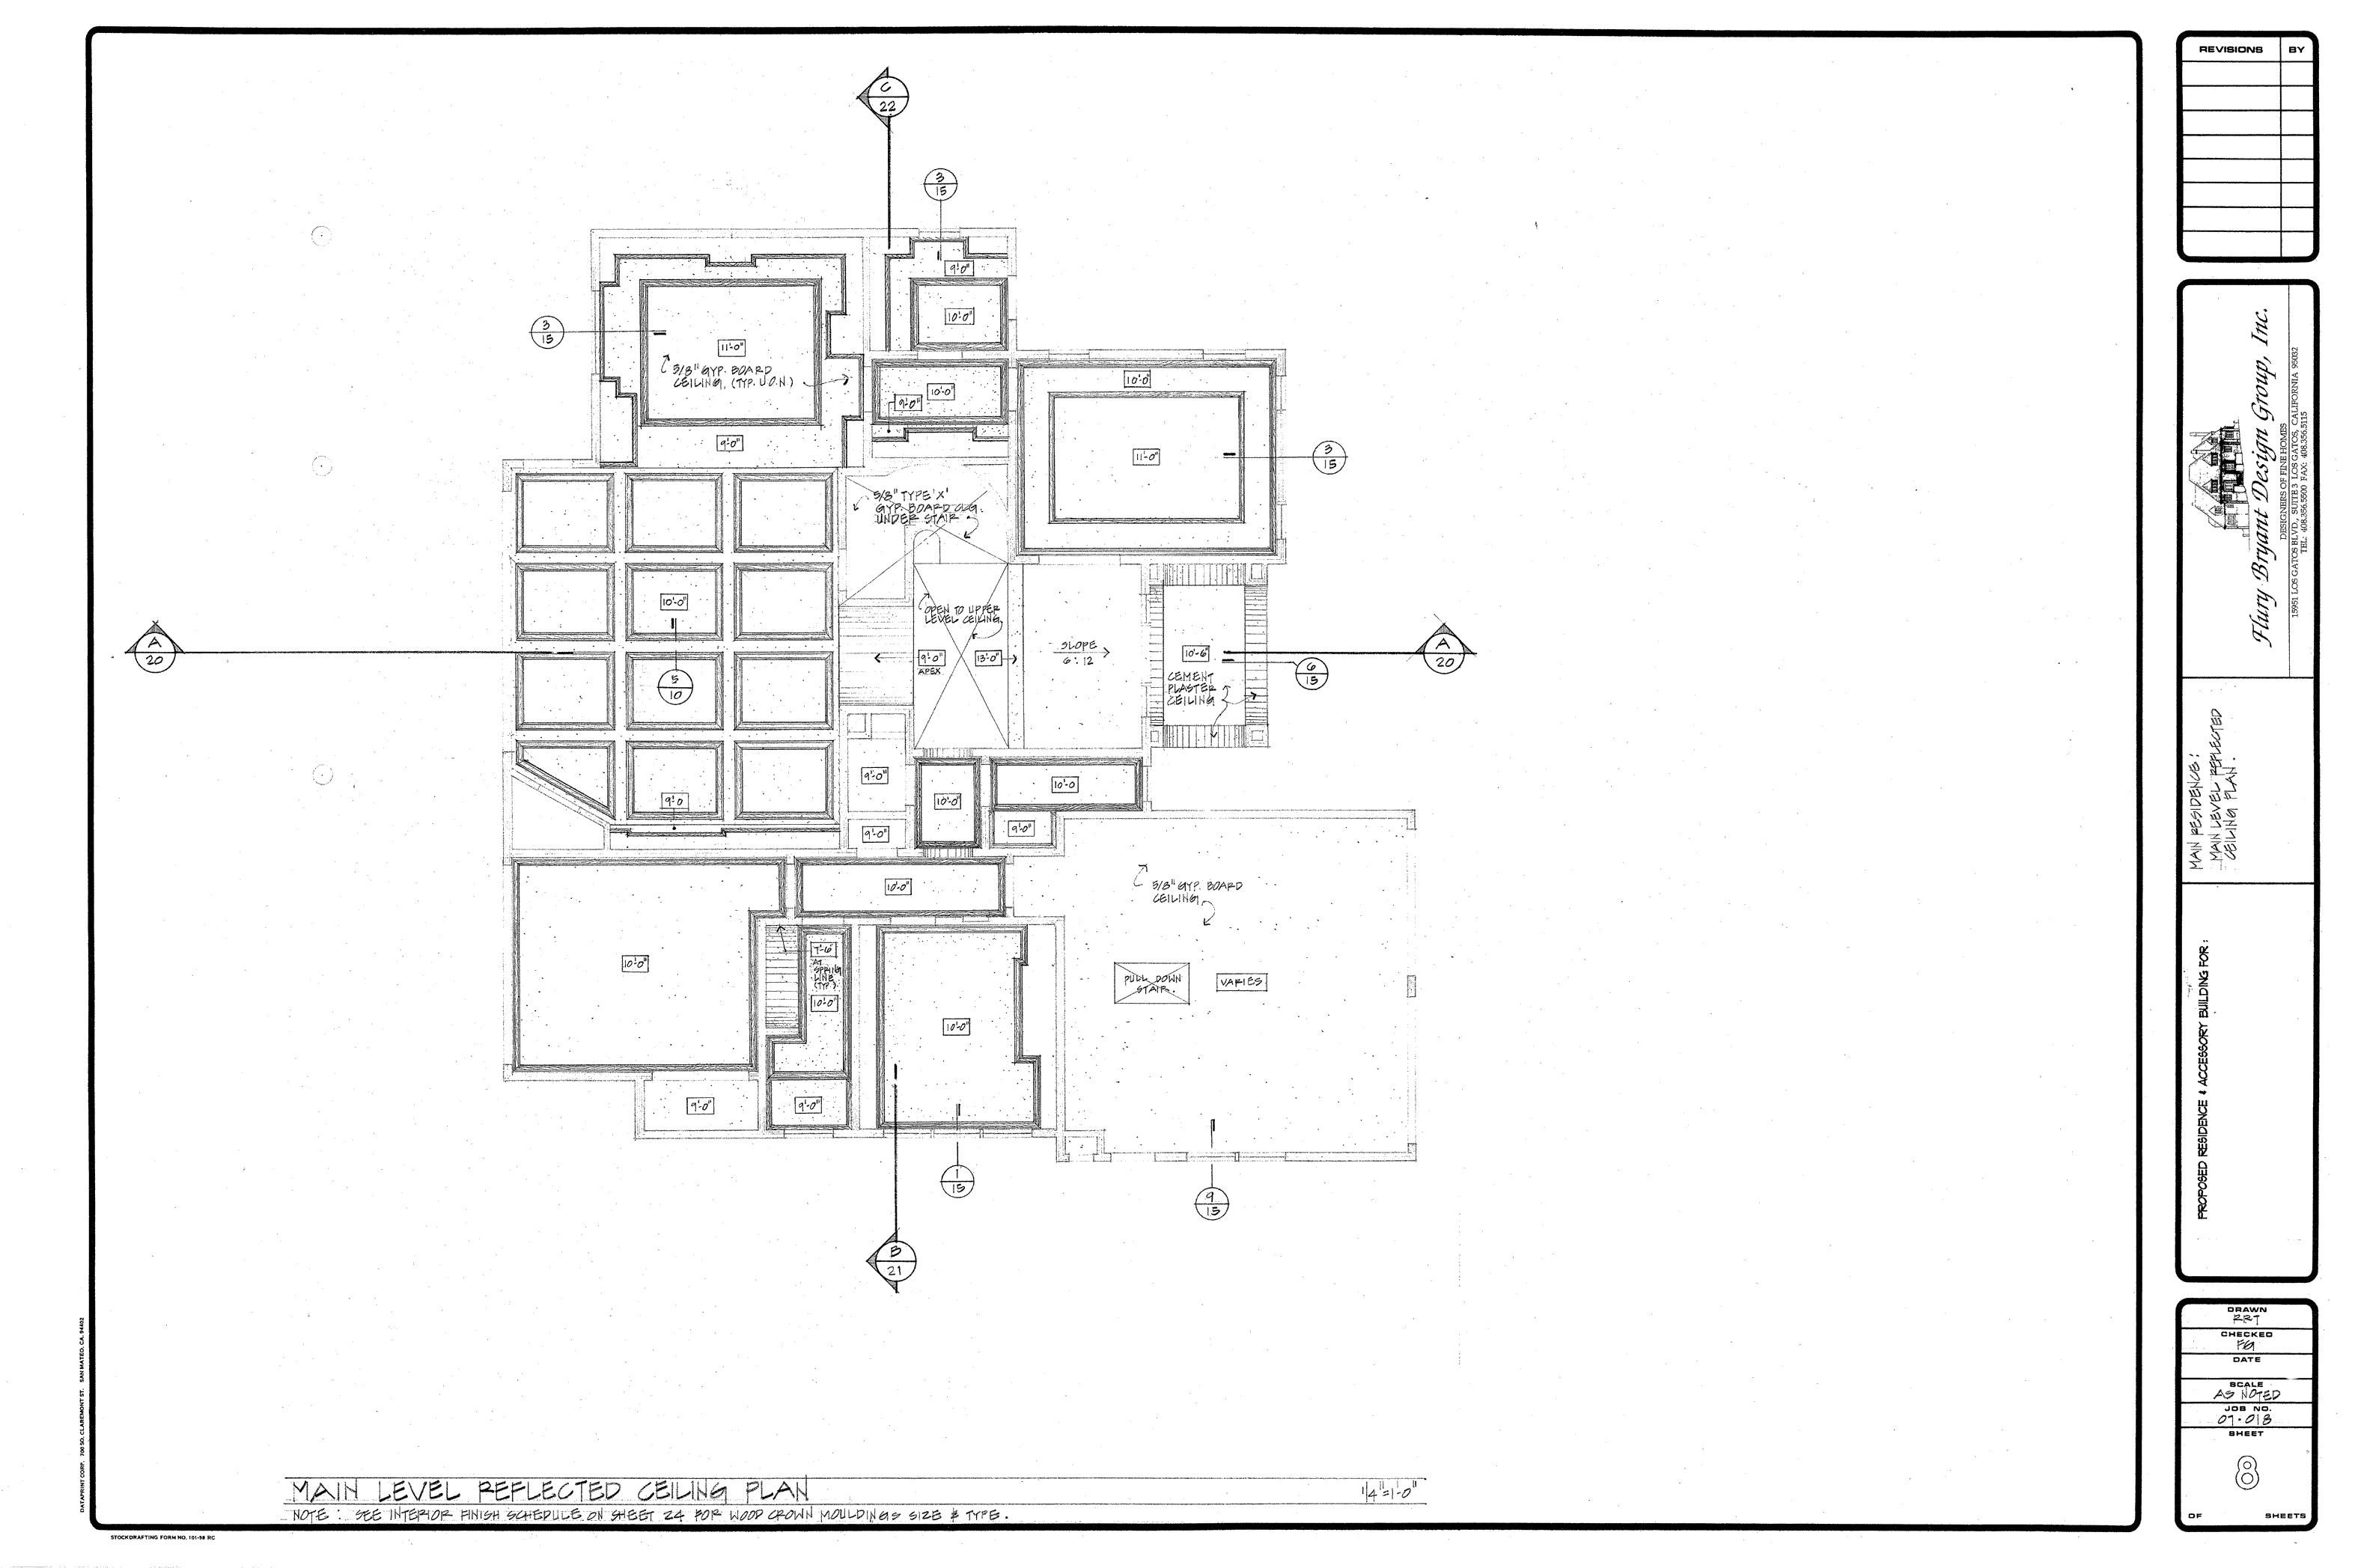 C
22
3
15
9'-0"
10'-0"
3
15
11'-0"
5/8" GYP. BOARD
CEILING. (TYP. U.O.N)
10'-0"
9'-0"
10'-0"
9'-0"
11'-0"
3
15
5/8" TYPE 'X'
GYP. BOARD CLG.
UNDER STAIR.
10'-0"
OPEN TO UPPER
LEVEL CEILING
A
20
9'-0"
APEX
13'-0"
SLOPE
6:12
10'-6"
CEMENT
PLASTER
CEILING
A
20
6
15
5
10
9'-0"
10'-0"
10'-0"
9'-0
9'-0"
9'-0"
10'-0"
5/8" GYP. BOARD
CEILING
10'-0"
7'-6"
AT
SPRING
LINE
(TYP.)
10'-0"
10'-0"
PULL DOWN
STAIR.
VARIES
9'-0"
9'-0"
1
15
9
15
B
21
MAIN LEVEL REFLECTED CEILING PLAN
1/4"=1'-0"
NOTE: SEE INTERIOR FINISH SCHEDULE ON SHEET 24 FOR WOOD CROWN MOULDINGS SIZE & TYPE.
STOCKDRAFTING FORM NO. 101-98 RC
DATAPRINT CORP. 700 SO. CLAREMONT ST. SAN MATEO, CA. 94402
REVISIONS BY
Flury Bryant Design Group, Inc.
DESIGNERS OF FINE HOMES
15951 LOS GATOS BLVD., SUITE 3 LOS GATOS, CALIFORNIA 95032
TEL: 408.356.5500 FAX: 408.356.5115
MAIN RESIDENCE:
MAIN LEVEL REFLECTED
CEILING PLAN.
PROPOSED RESIDENCE & ACCESSORY BUILDING FOR:
DRAWN
RRT
CHECKED
FG
DATE
SCALE
AS NOTED
JOB NO.
07-018
SHEET
8
OF SHEETS